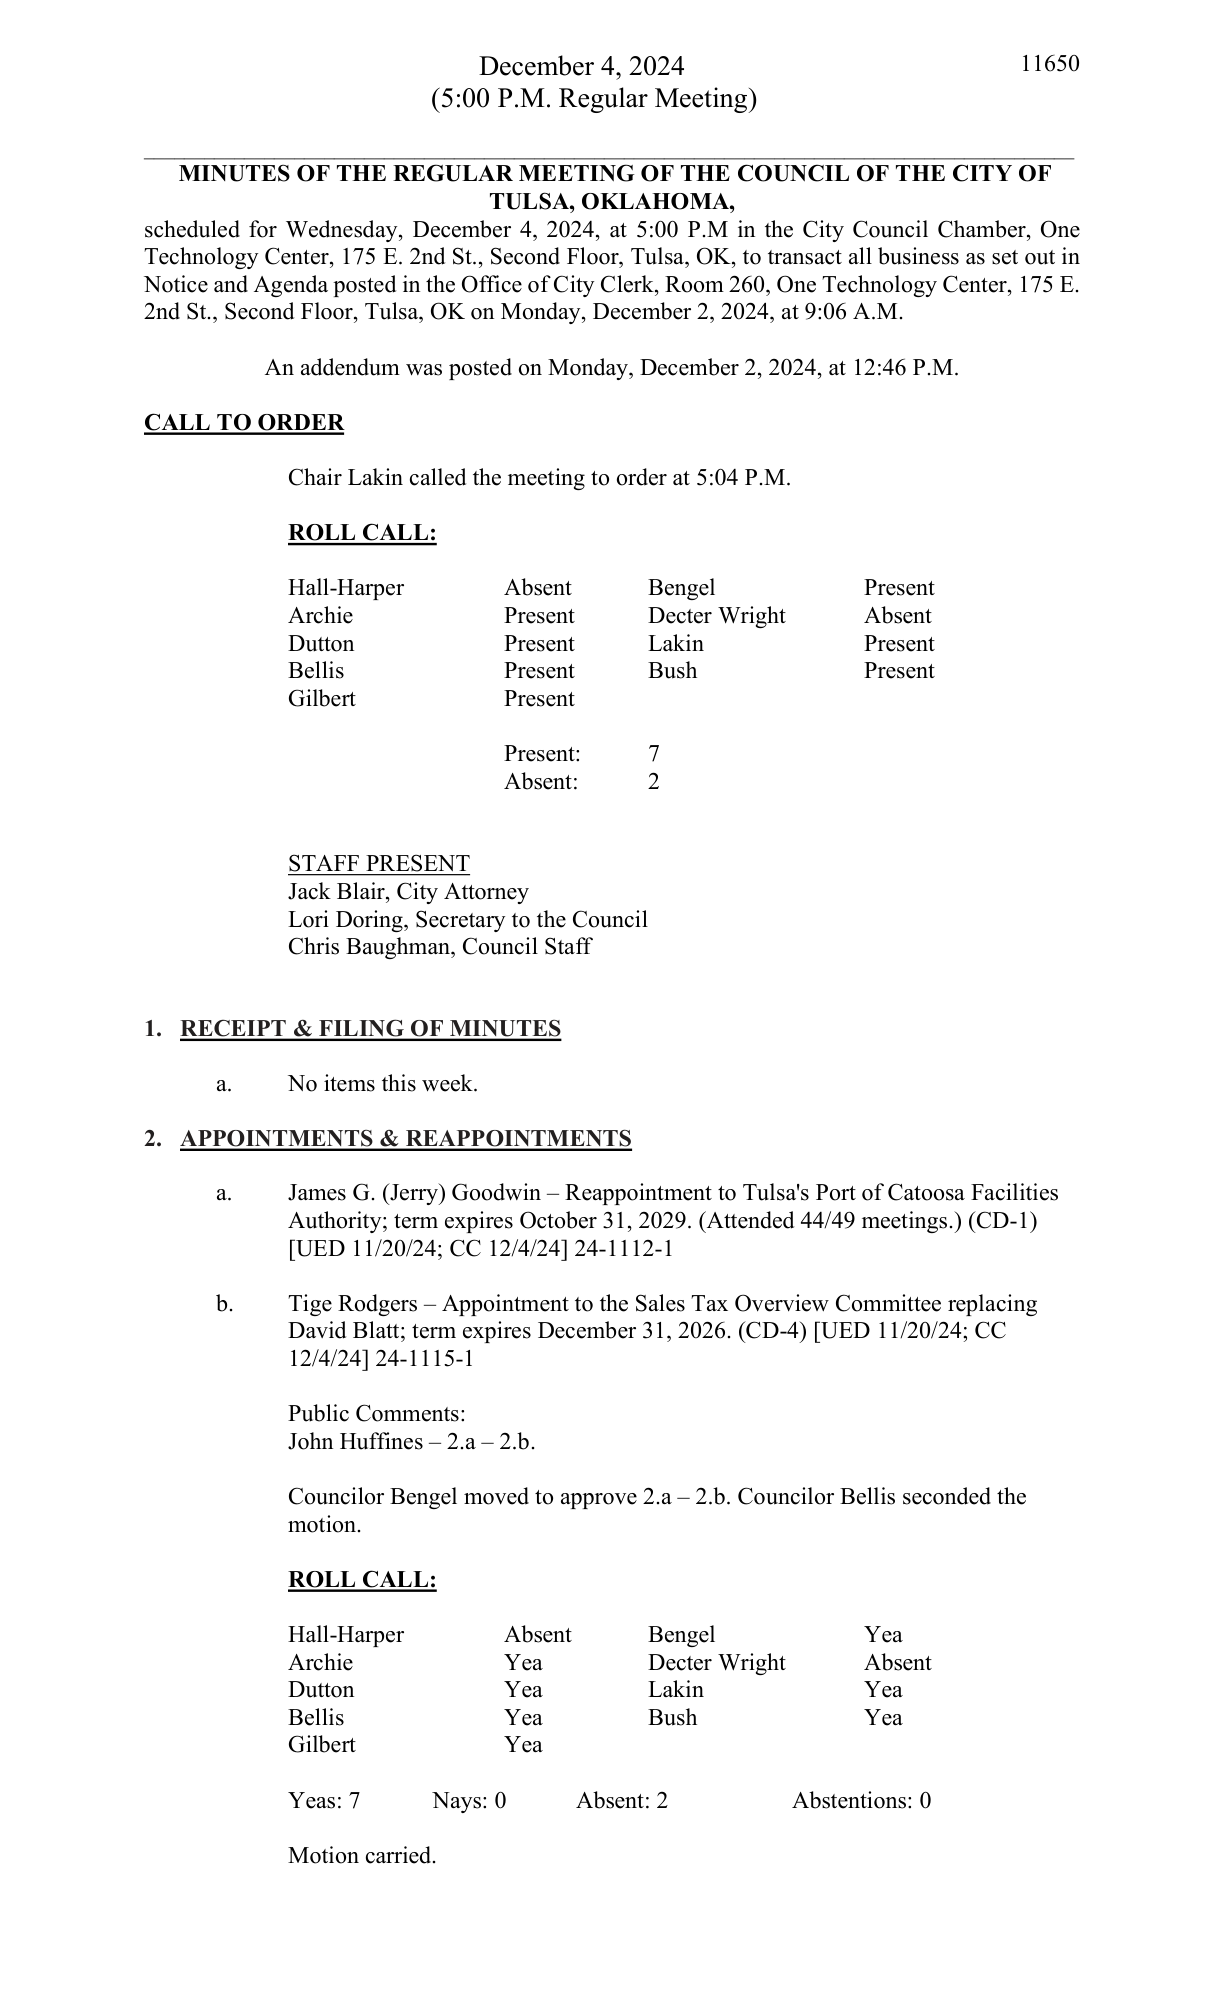 December 4, 2024 11650
(5:00 P.M. Regular Meeting)
MINUTES OF THE REGULAR MEETING OF THE COUNCIL OF THE CITY OF
TULSA, OKLAHOMA,
scheduled for Wednesday, December 4, 2024, at 5:00 P.M in the City Council Chamber, One
Technology Center, 175 E. 2nd St., Second Floor, Tulsa, OK, to transact all business as set out in
Notice and Agenda posted in the Office of City Clerk, Room 260, One Technology Center, 175 E.
2nd St., Second Floor, Tulsa, OK on Monday, December 2, 2024, at 9:06 A.M.
An addendum was posted on Monday, December 2, 2024, at 12:46 P.M.
CALL TO ORDER
Chair Lakin called the meeting to order at 5:04 P.M.
ROLL CALL:
Hall-Harper Absent Bengel Present
Archie Present Decter Wright Absent
Dutton Present Lakin Present
Bellis Present Bush Present
Gilbert Present
Present: 7
Absent: 2
STAFF PRESENT
Jack Blair, City Attorney
Lori Doring, Secretary to the Council
Chris Baughman, Council Staff
1. RECEIPT & FILING OF MINUTES
a. No items this week.
2. APPOINTMENTS & REAPPOINTMENTS
a. James G. (Jerry) Goodwin – Reappointment to Tulsa's Port of Catoosa Facilities
Authority; term expires October 31, 2029. (Attended 44/49 meetings.) (CD-1)
[UED 11/20/24; CC 12/4/24] 24-1112-1
b. Tige Rodgers – Appointment to the Sales Tax Overview Committee replacing
David Blatt; term expires December 31, 2026. (CD-4) [UED 11/20/24; CC
12/4/24] 24-1115-1
Public Comments:
John Huffines – 2.a – 2.b.
Councilor Bengel moved to approve 2.a – 2.b. Councilor Bellis seconded the
motion.
ROLL CALL:
Hall-Harper Absent Bengel Yea
Archie Yea Decter Wright Absent
Dutton Yea Lakin Yea
Bellis Yea Bush Yea
Gilbert Yea
Yeas: 7 Nays: 0 Absent: 2 Abstentions: 0
Motion carried.